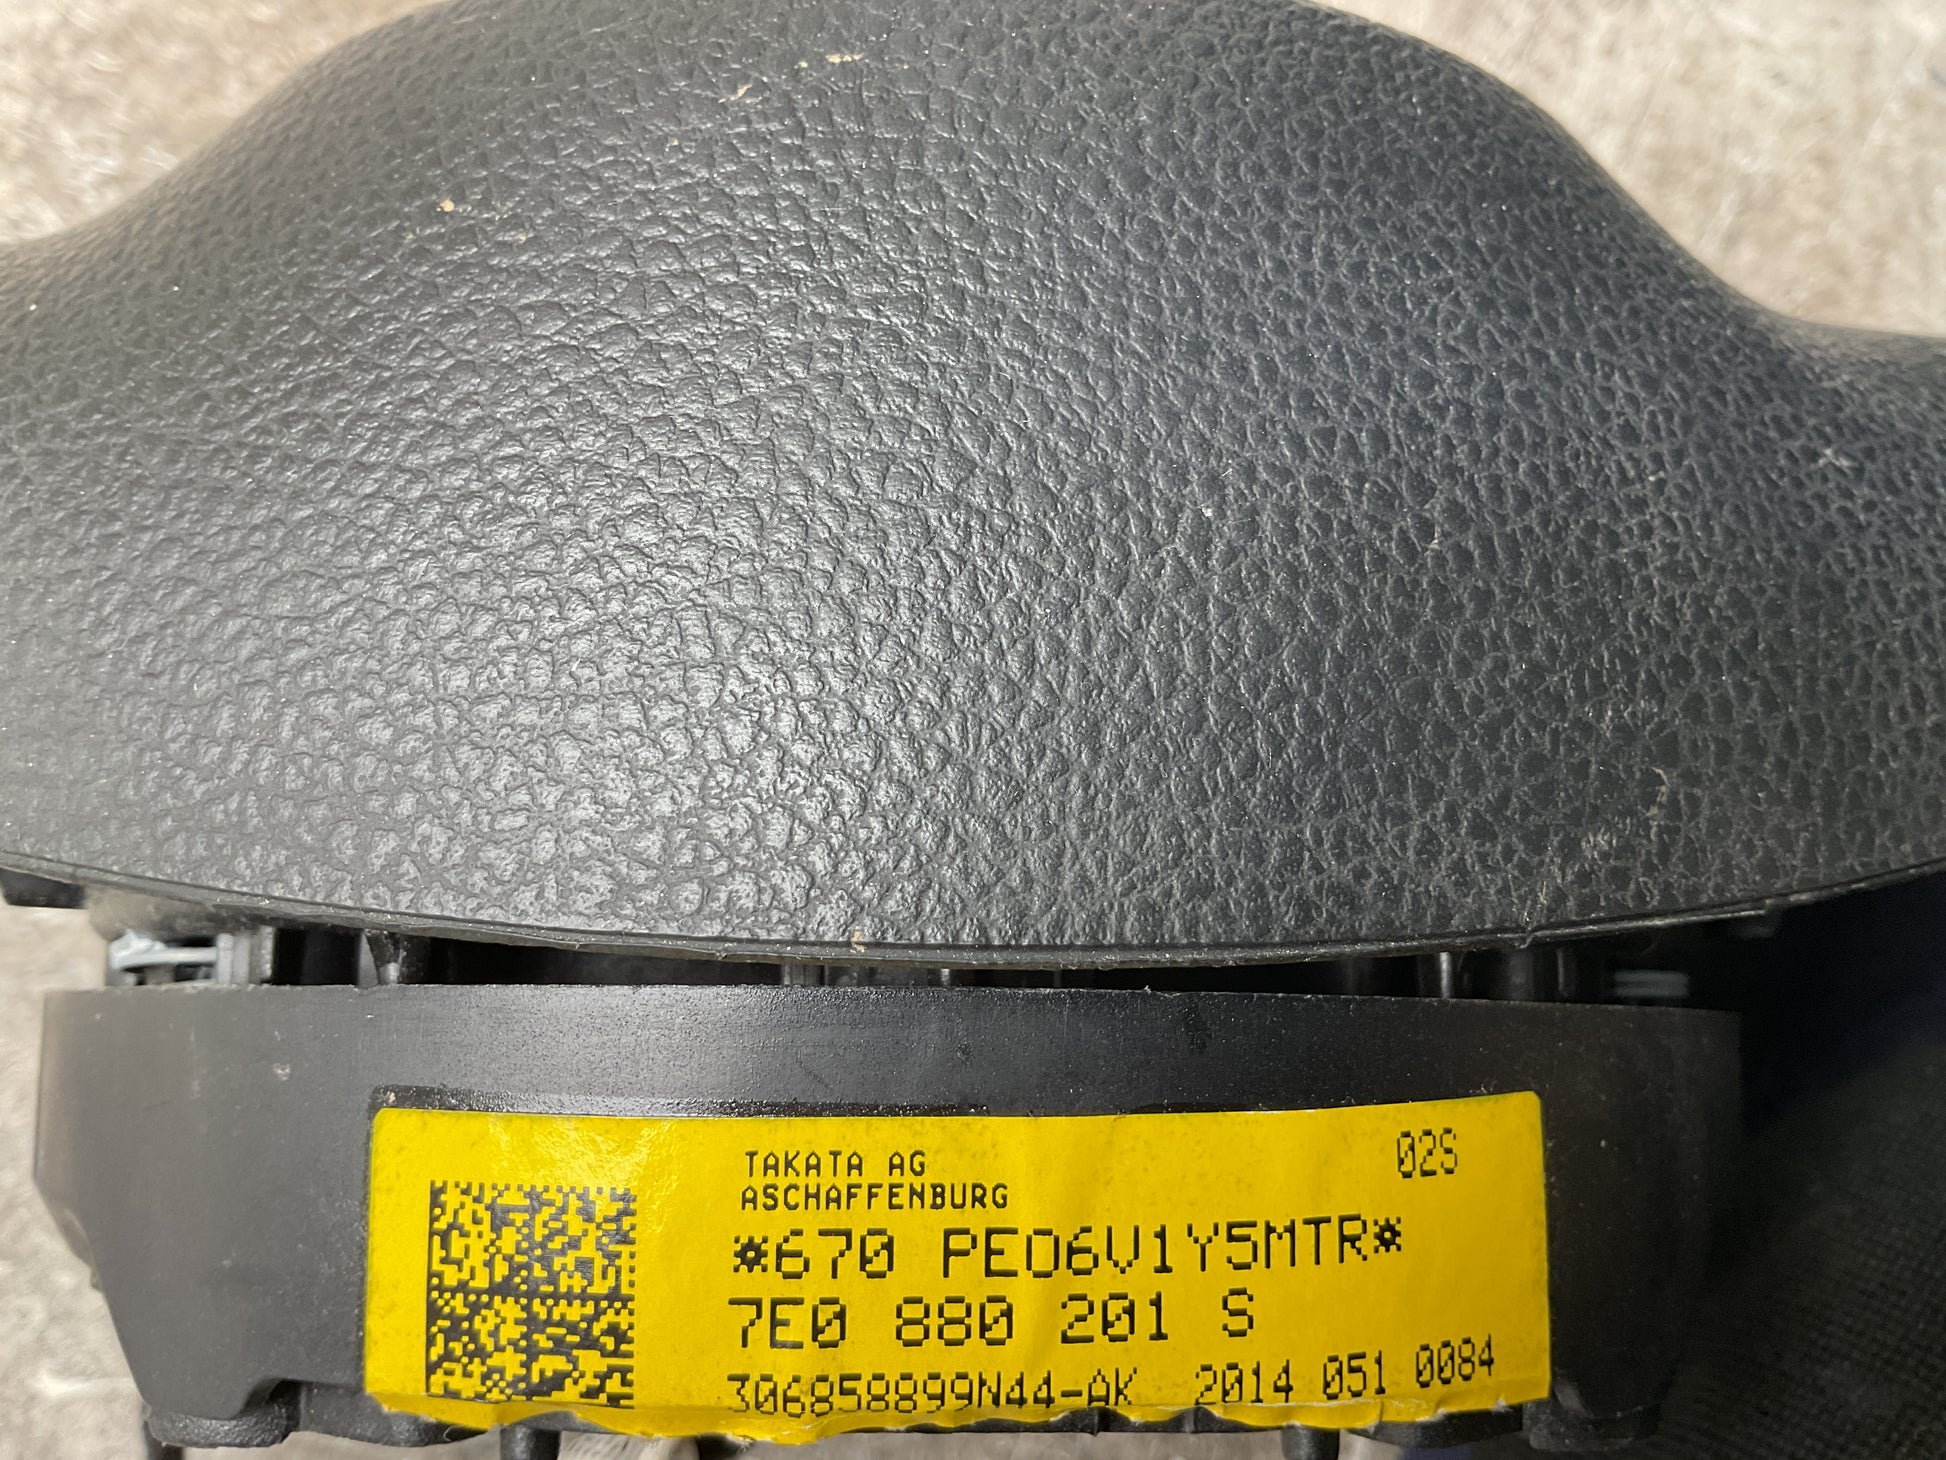 TAKATA AG 02S
ASCHAFFENBURG
*670 PE06V1Y5MTR*
7E0 880 201 S
306858899N44-AK 2014 051 0084